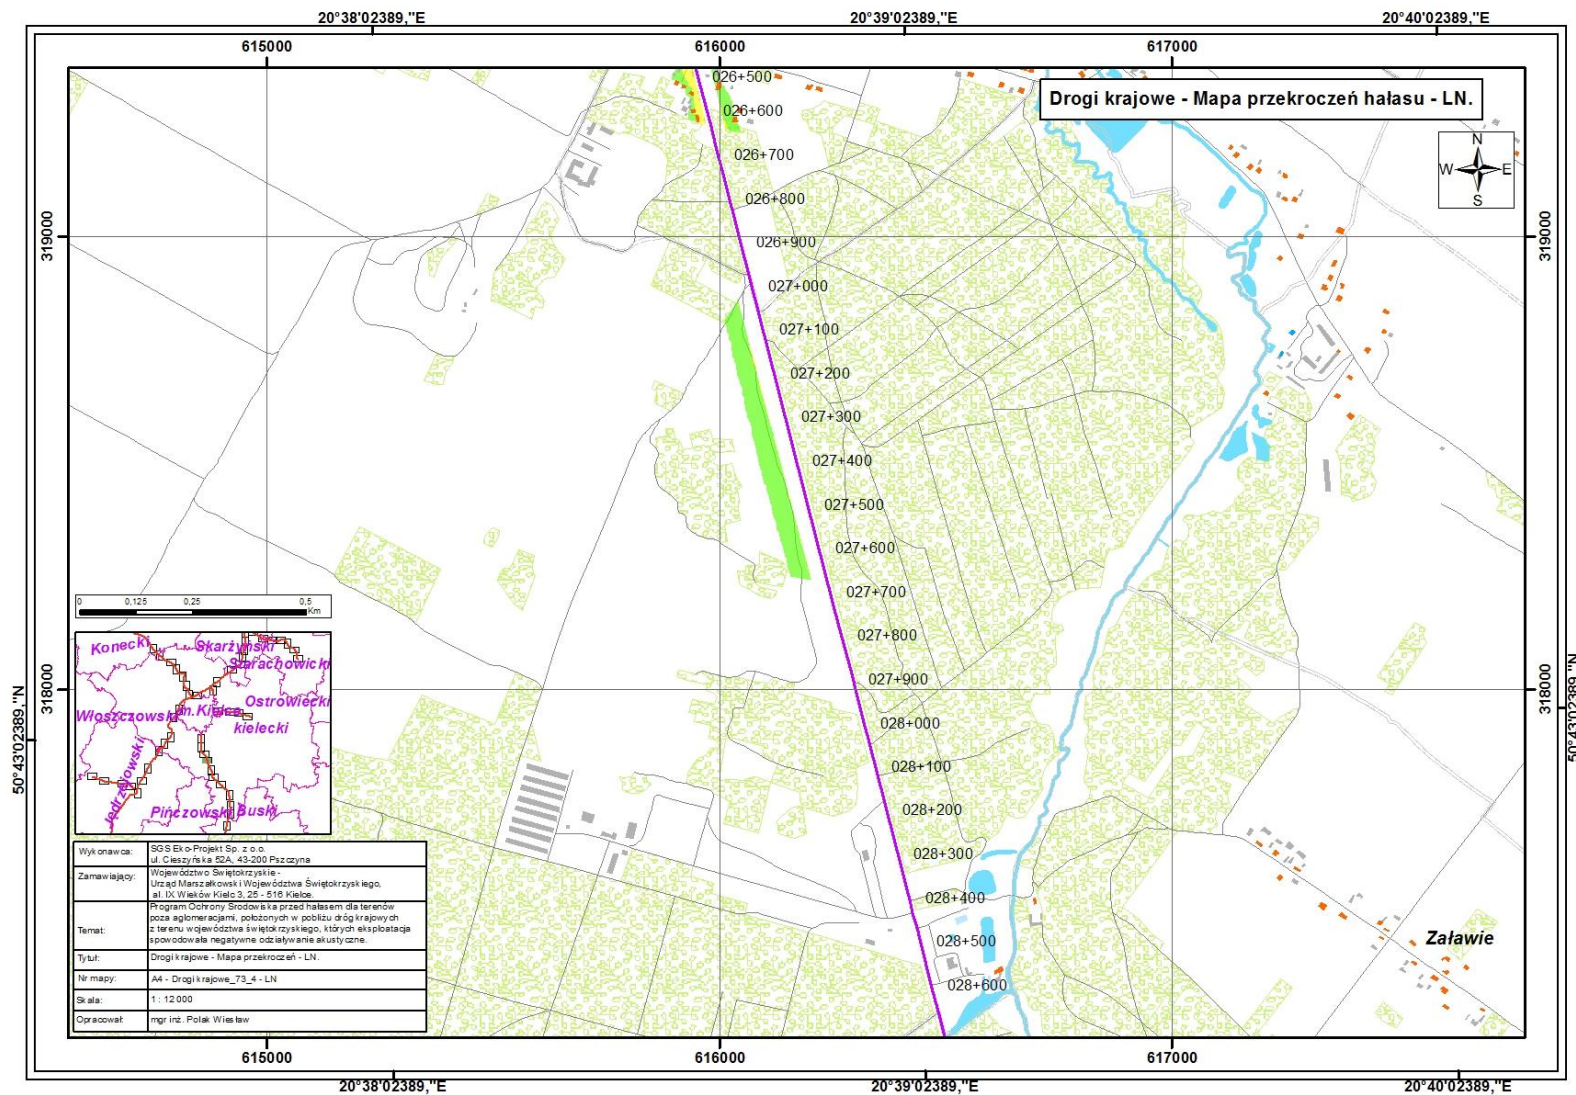 20°38'02389,"E
20°39'02389,"E
20°40'02389,"E
615000
616000
617000
Drogi krajowe - Mapa przekroczeń hałasu - LN.
N
W
E
S
026+500
026+600
026+700
026+800
026+900
027+000
027+100
027+200
027+300
027+400
027+500
027+600
027+700
027+800
027+900
028+000
028+100
028+200
028+300
028+400
028+500
028+600
319000
319000
318000
318000
50°43'02389,"N
50°43'02389,"N
Załawie
0
0,125
0,25
0,5
Km
Konecki
Skarżyński
Starachowicki
Ostrowiecki
Włoszczowski
m.Kielce
kielecki
Jędrzejowski
Pińczowski
Buski
Wykonawca: SGS Eko-Projekt Sp. z o.o.
ul. Cieszyńska 52A, 43-200 Pszczyna
Zamawiający: Województwo Świętokrzyskie -
Urząd Marszałkowski Województwa Świętokrzyskiego,
al. IX Wieków Kielc 3, 25 - 516 Kielce.
Temat: Program Ochrony Środowiska przed hałasem dla terenów
poza aglomeracjami, położonych w pobliżu dróg krajowych
z terenu województwa świętokrzyskiego, których eksploatacja
spowodowała negatywne odziaływanie akustyczne.
Tytuł: Drogi krajowe - Mapa przekroczeń - LN.
Nr mapy: A4 - Drogi krajowe_73_4 - LN
Skala: 1 : 12 000
Opracował: mgr inż. Polak Wiesław
615000
616000
617000
20°38'02389,"E
20°39'02389,"E
20°40'02389,"E